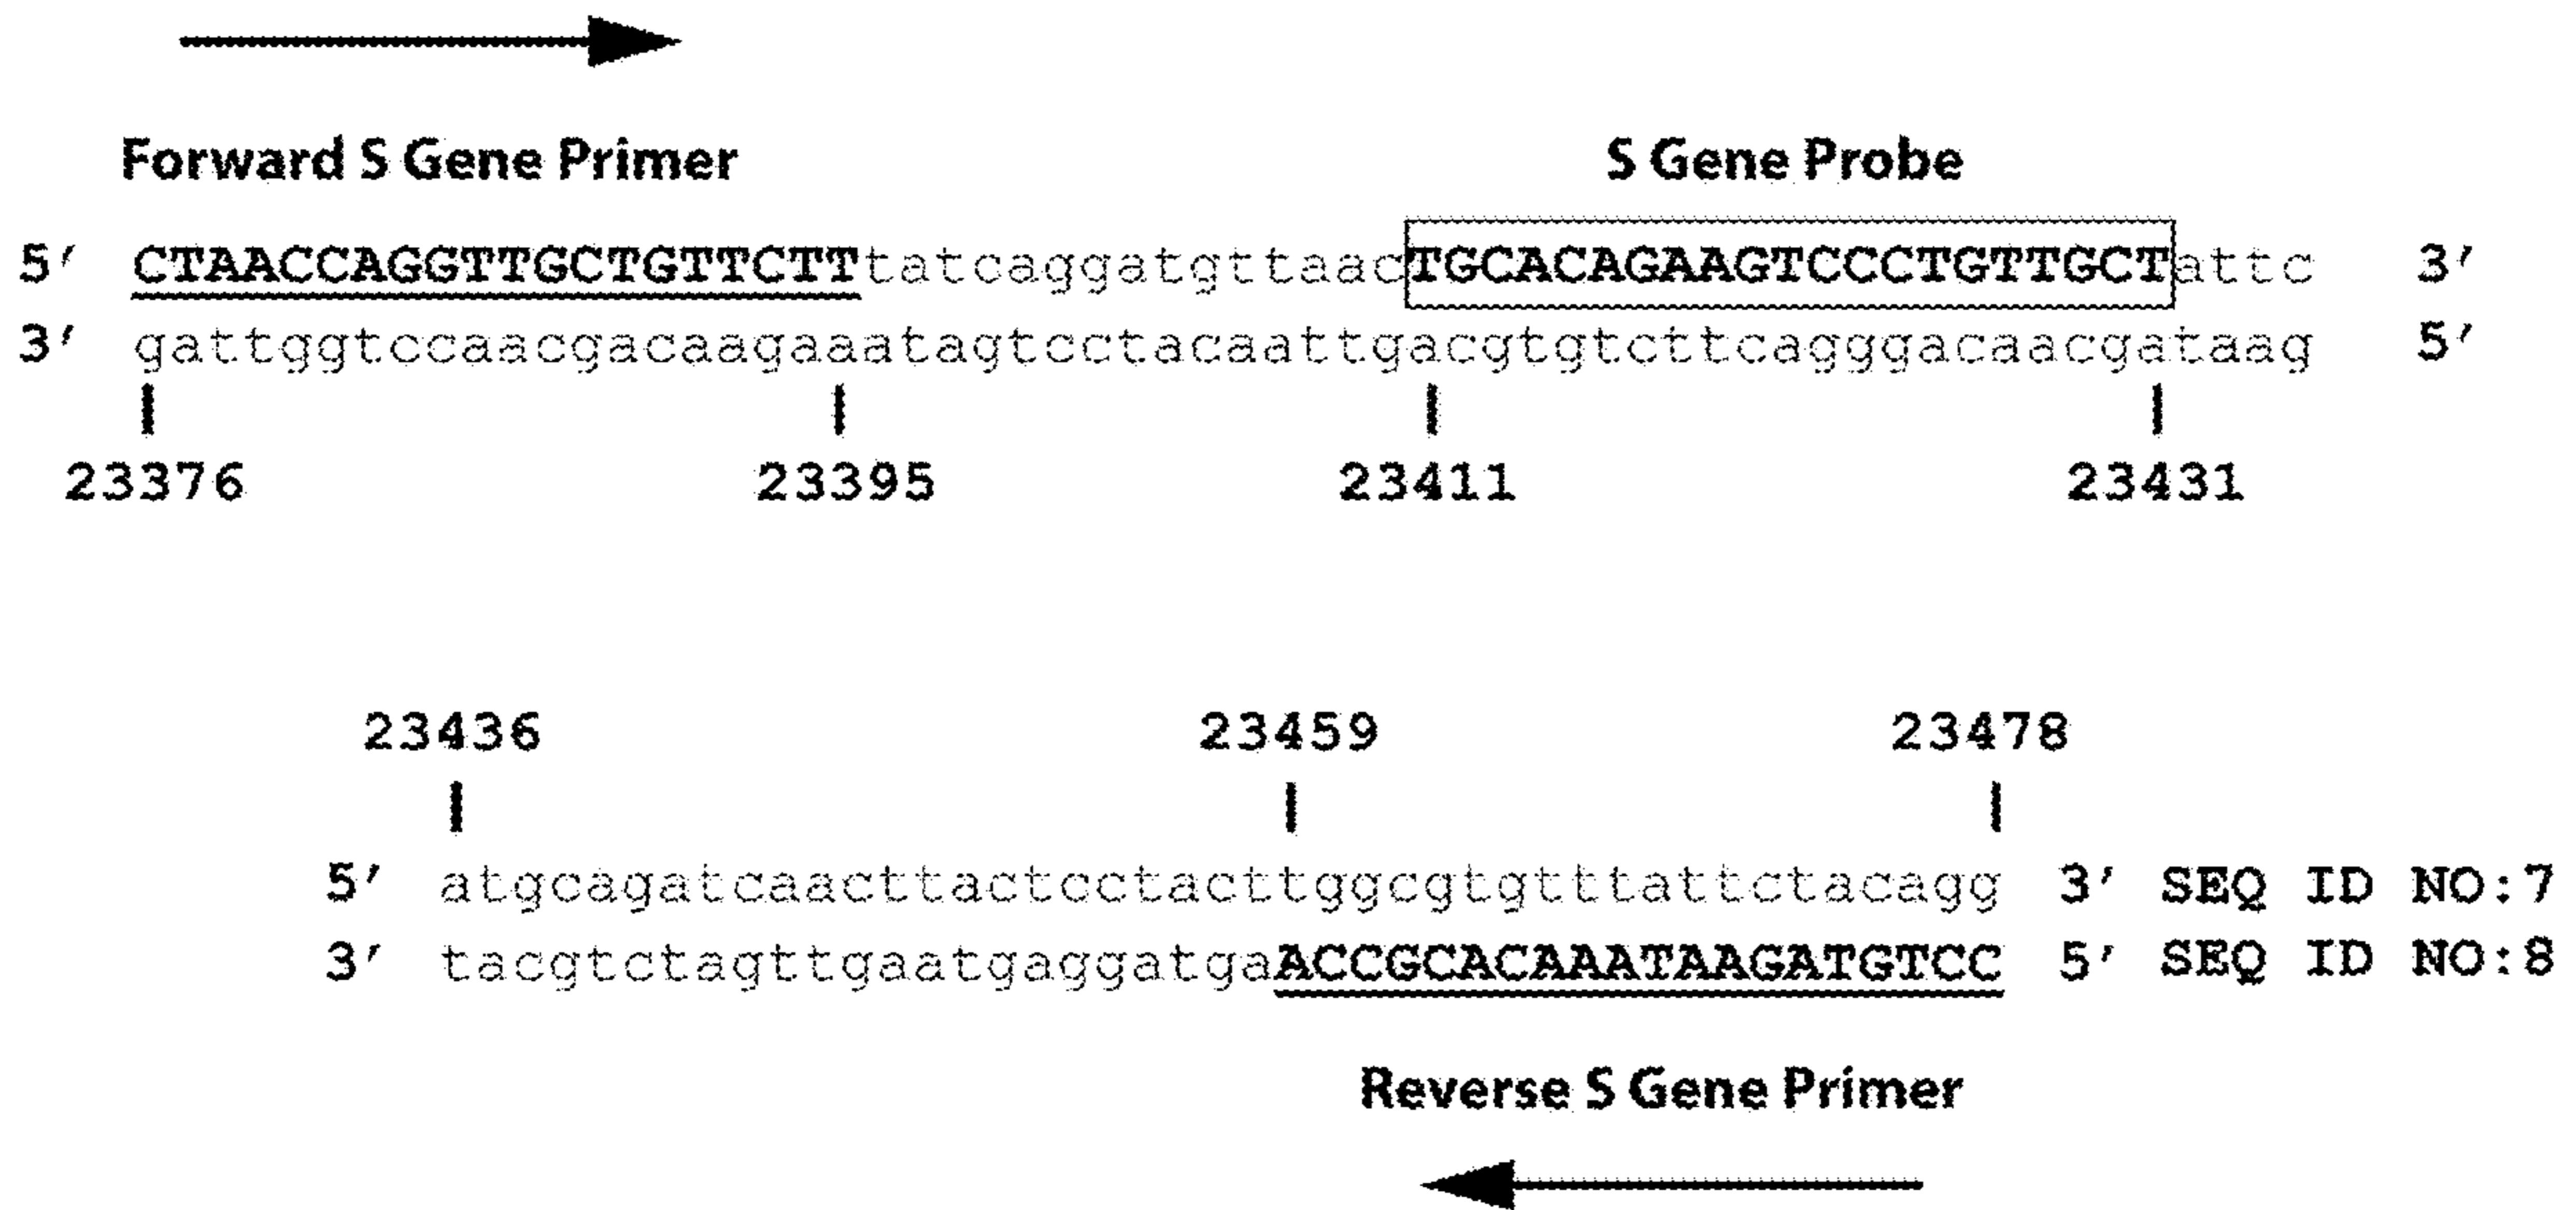 Forward S Gene Primer S Gene Probe
5′ CTAACCAGGTTGCTGTTCTTtatcaggatgttaacTGCACAGAAGTCCCTGTTGCTattc 3′
3′ gattggtccaacgacaagaaatagtcctacaattgacgtgtcttcagggacaacgataag 5′
23376 23395 23411 23431
23436 23459 23478
5′ atgcagatcaacttactcctacttggcgtgtttattctacagg 3′ SEQ ID NO:7
3′ tacgtctagttgaatgaggatgaACCGCACAAATAAGATGTCC 5′ SEQ ID NO:8
Reverse S Gene Primer